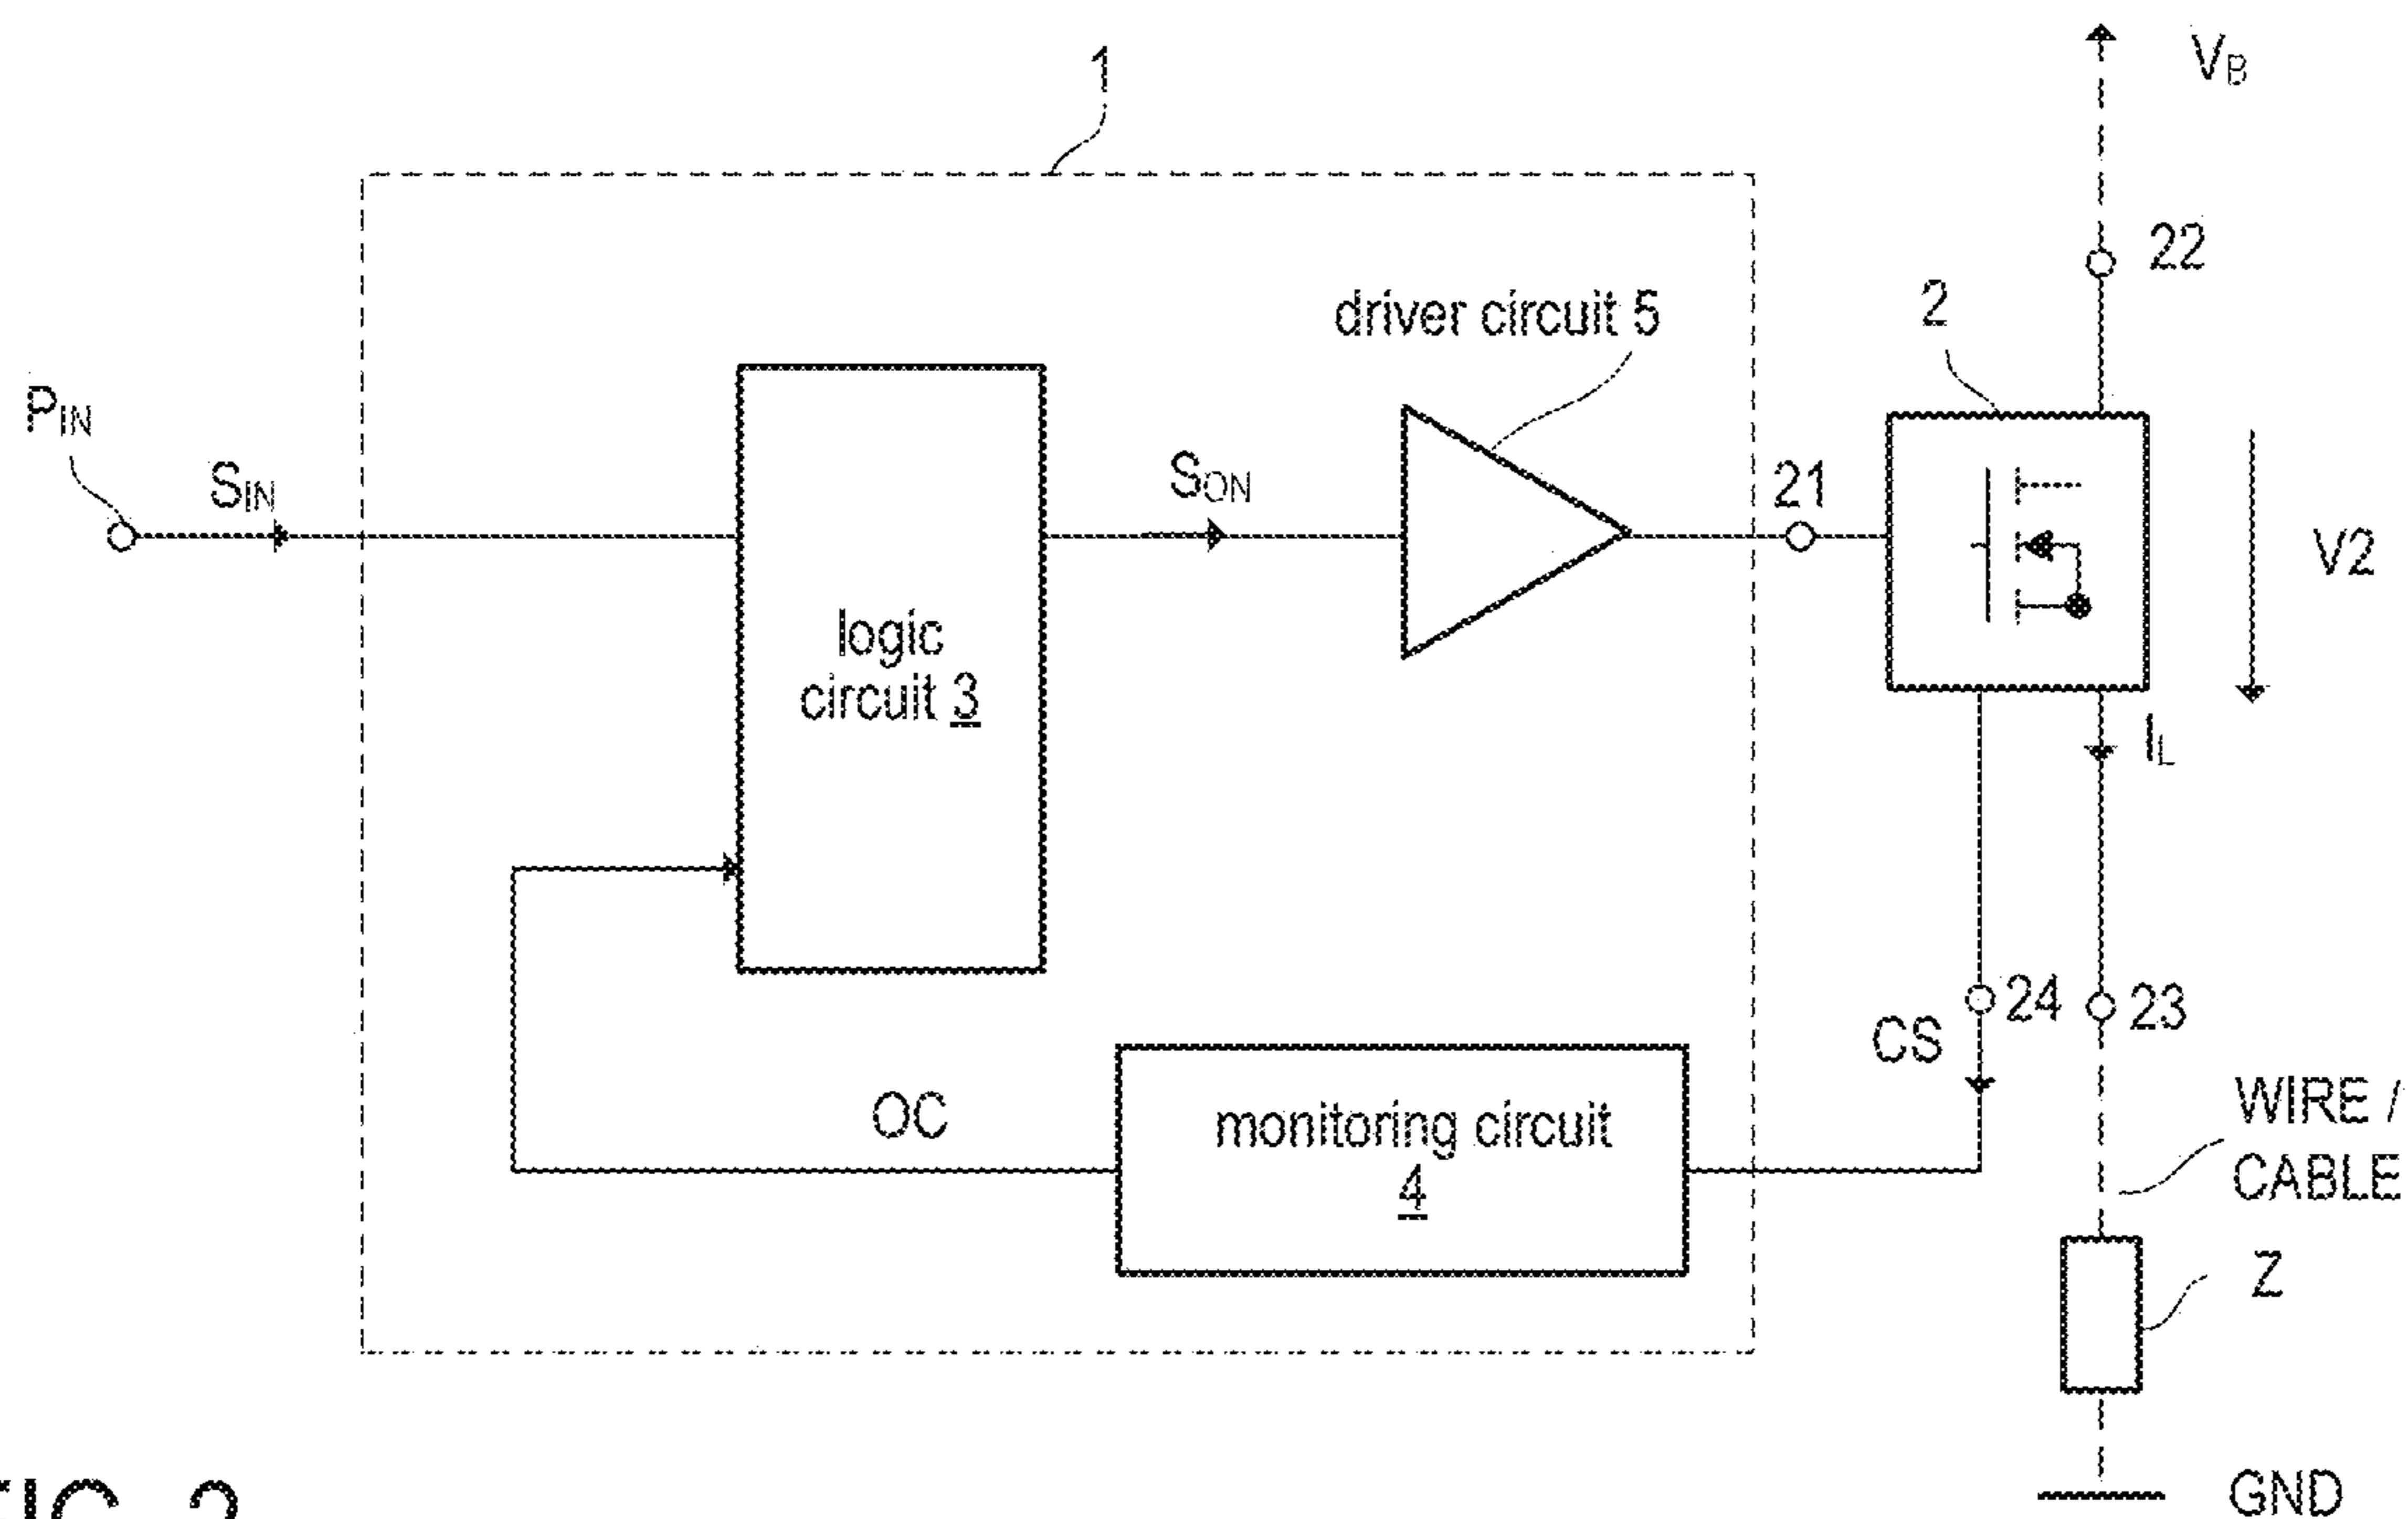 1
VB
22
2
driver circuit 5
PIN
SIN
SON
21
V2
logic
circuit 3
IL
24
23
CS
OC
monitoring circuit
4
WIRE /
CABLE
Z
GND